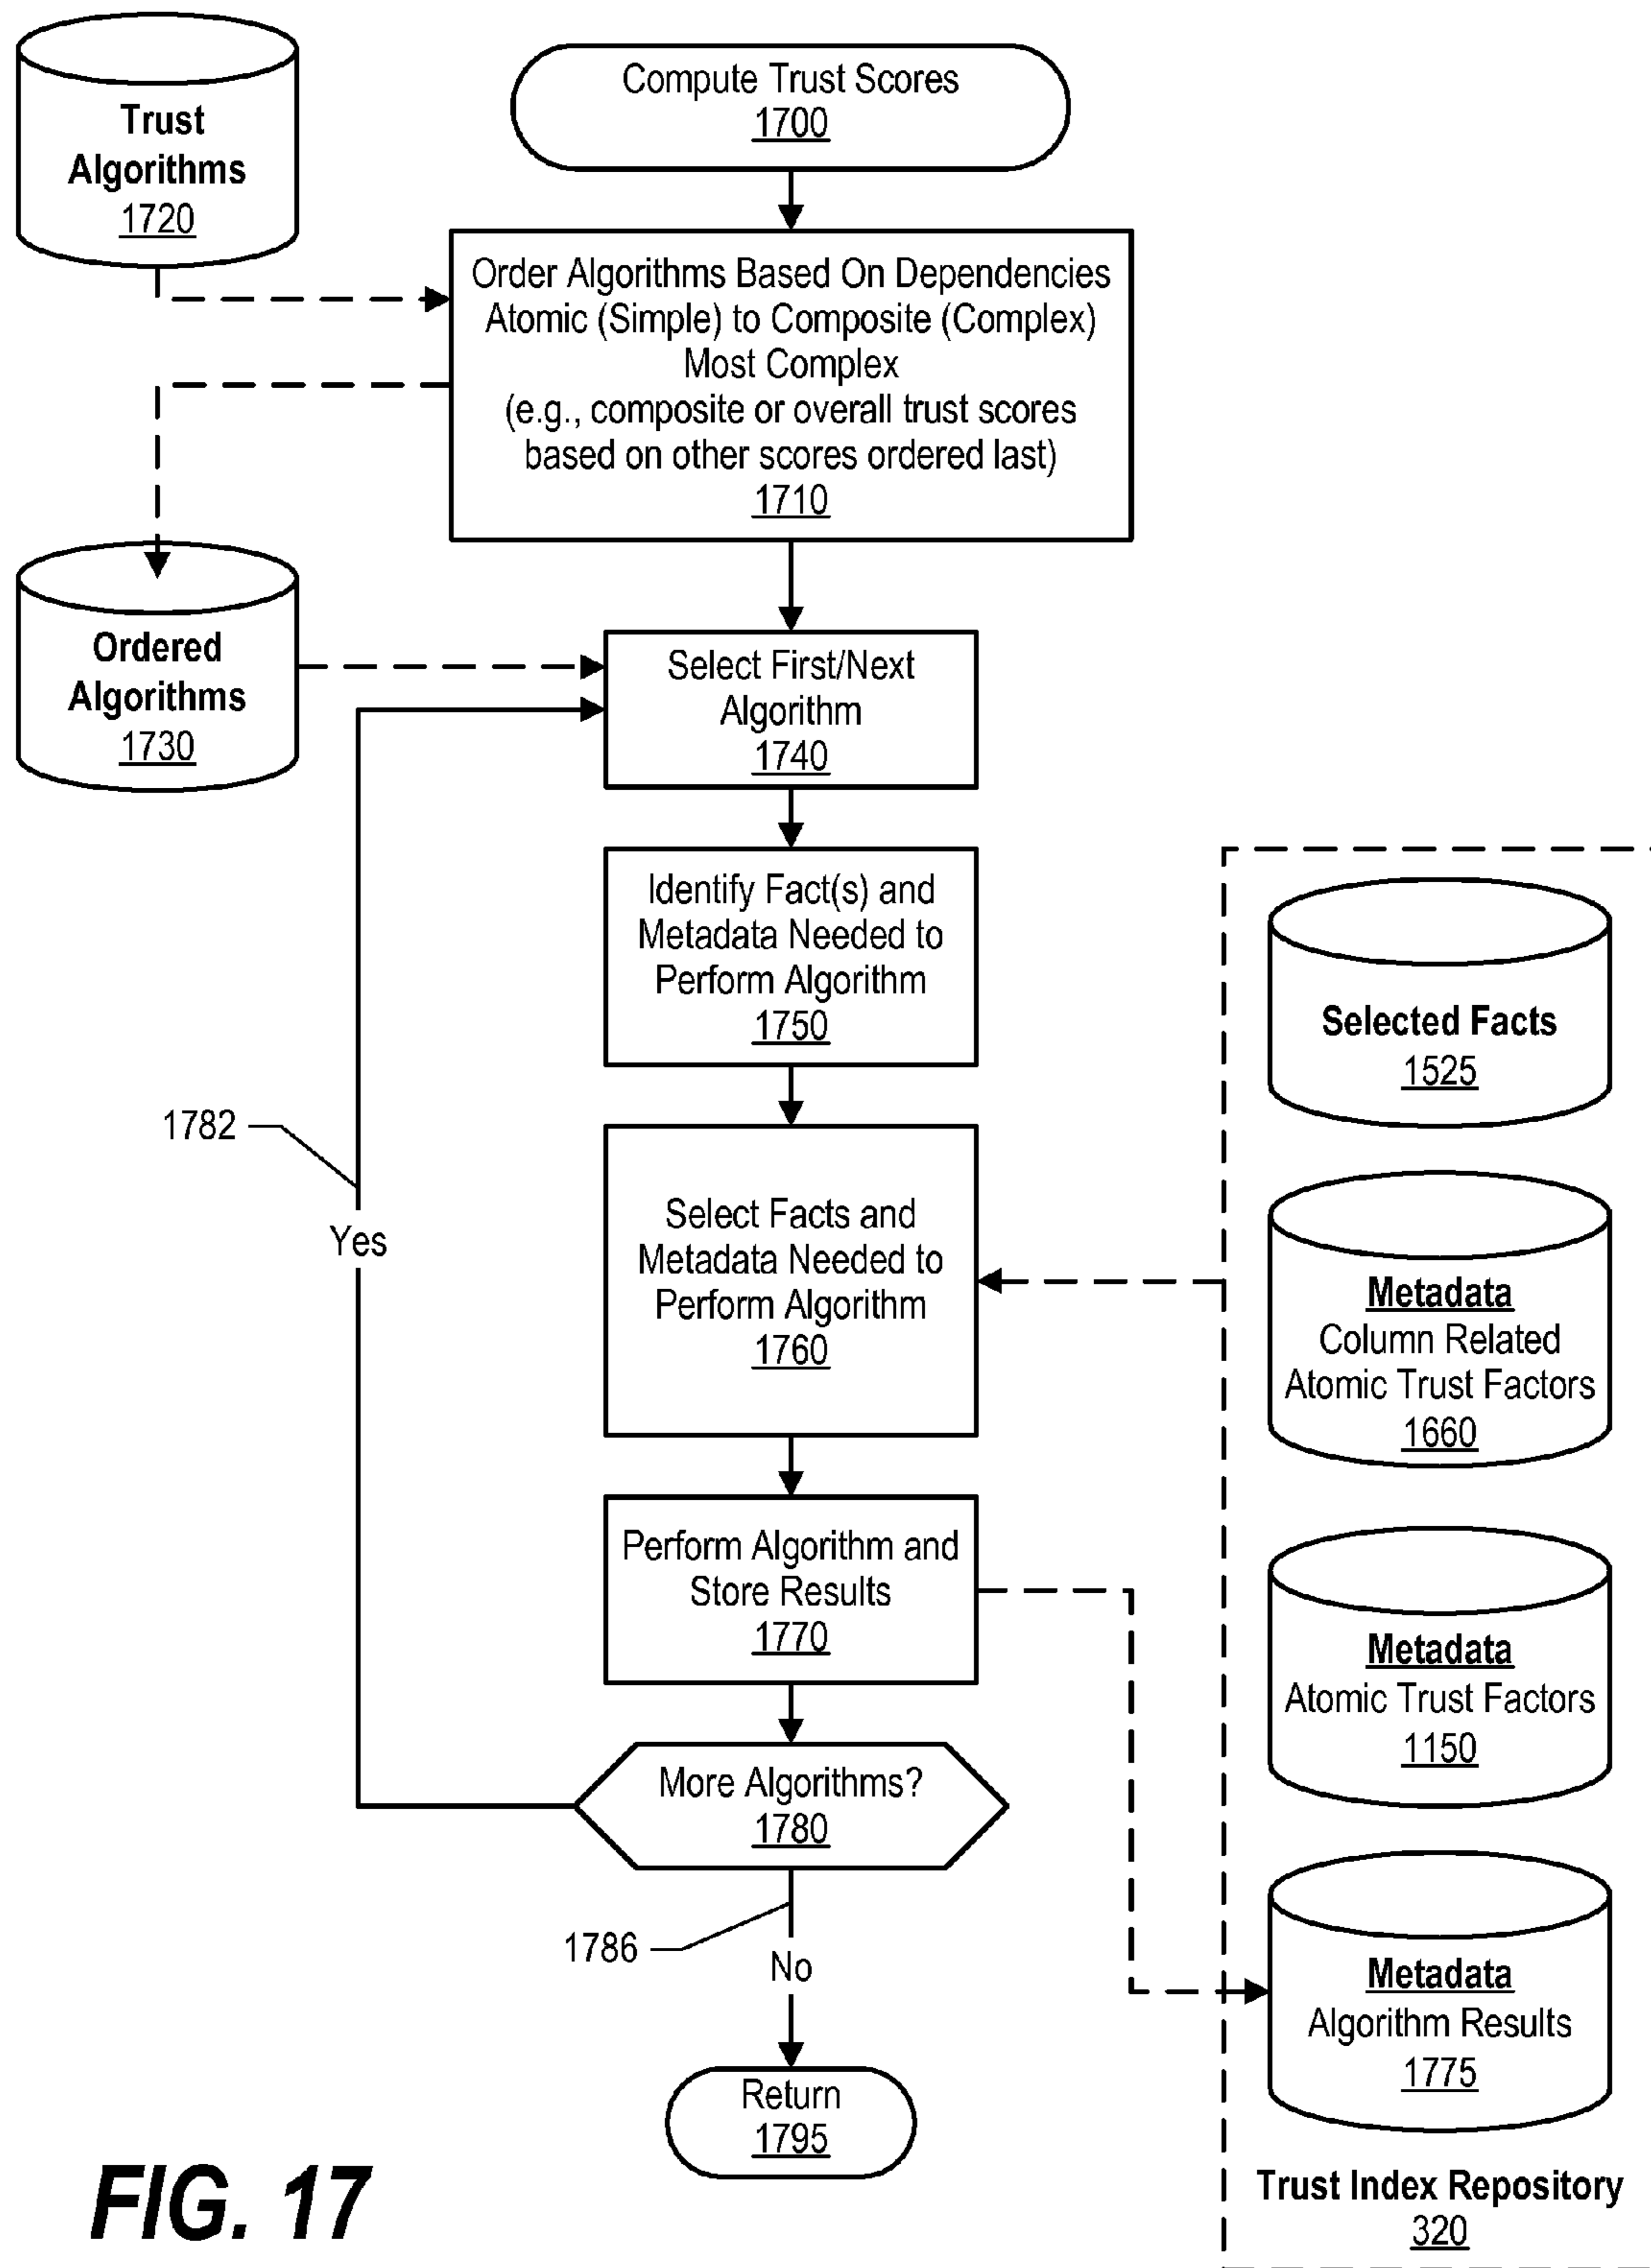 Compute Trust Scores
1700
Trust
Algorithms
1720
Order Algorithms Based On Dependencies
Atomic (Simple) to Composite (Complex)
Most Complex
(e.g., composite or overall trust scores
based on other scores ordered last)
1710
Ordered
Algorithms
1730
Select First/Next
Algorithm
1740
Identify Fact(s) and
Metadata Needed to
Perform Algorithm
1750
Selected Facts
1525
1782
Yes
Select Facts and
Metadata Needed to
Perform Algorithm
1760
Metadata
Column Related
Atomic Trust Factors
1660
Perform Algorithm and
Store Results
1770
Metadata
Atomic Trust Factors
1150
More Algorithms?
1780
1786
No
Metadata
Algorithm Results
1775
Return
1795
Trust Index Repository
320
FIG. 17